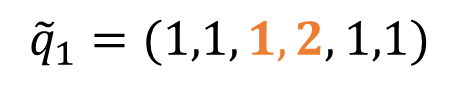 q̃₁ = (1,1, 1, 2, 1,1)